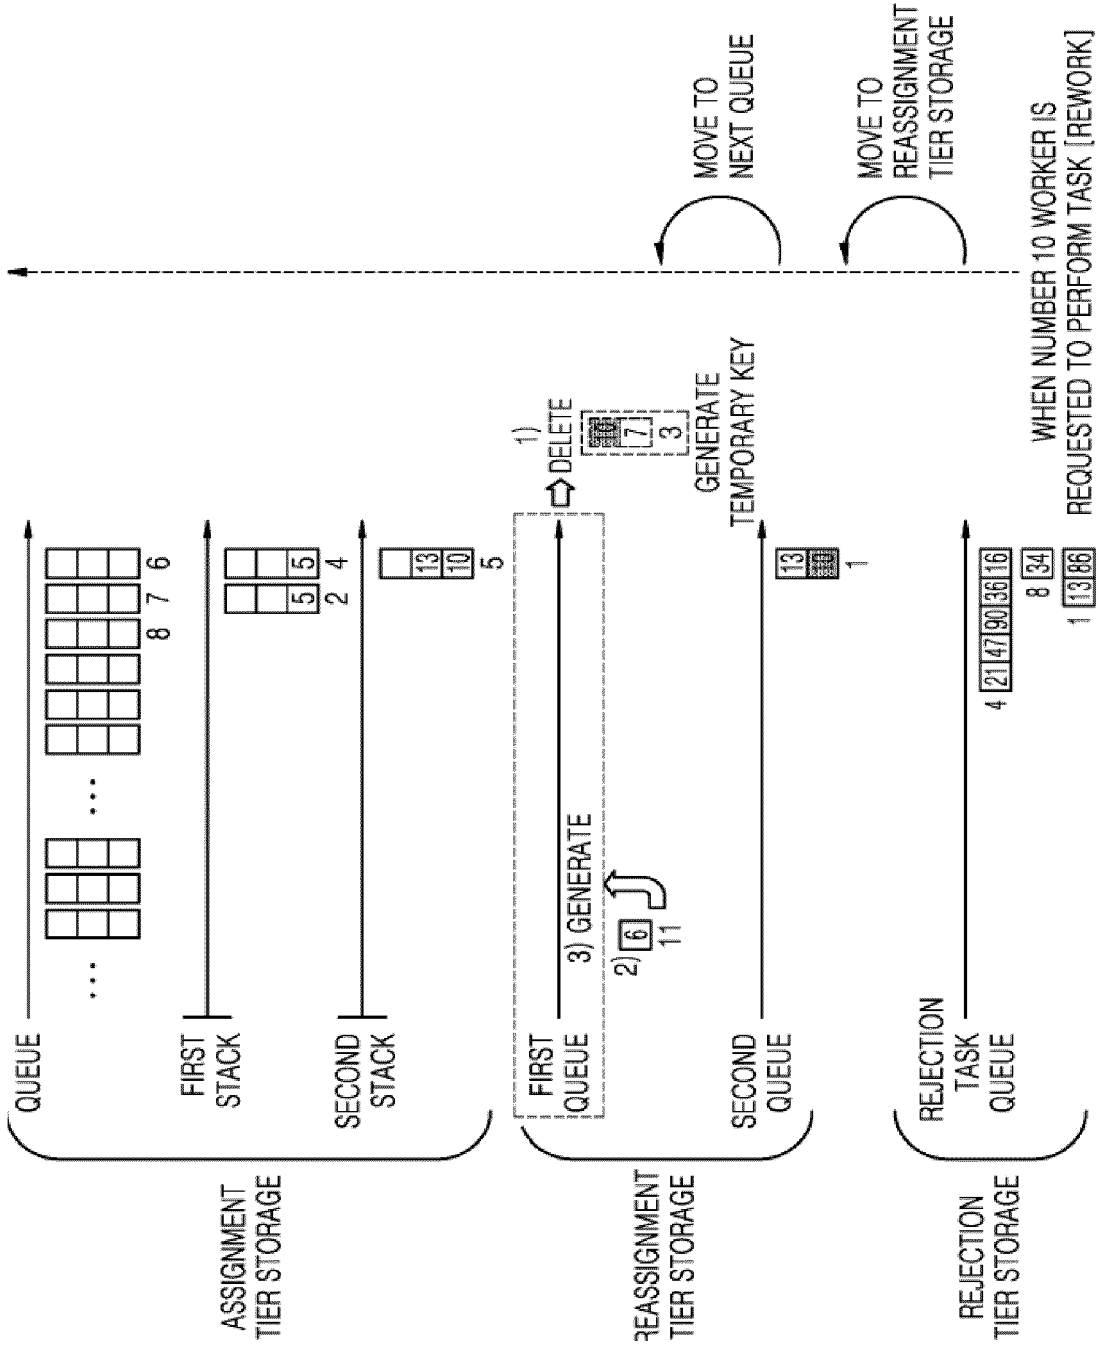 QUEUE
...
...
8 7 6
ASSIGNMENT
TIER STORAGE
FIRST
STACK
5 5
2 4
SECOND
STACK
13
10
5
REASSIGNMENT
TIER STORAGE
FIRST
QUEUE
3) GENERATE
2) 6
11
1)
DELETE
10
7
3
GENERATE
TEMPORARY KEY
MOVE TO
NEXT QUEUE
SECOND
QUEUE
13
10
1
MOVE TO
REASSIGNMENT
TIER STORAGE
REJECTION
TIER STORAGE
REJECTION
TASK
QUEUE
4 21 47 90 36 16
8 34
1 13 86
WHEN NUMBER 10 WORKER IS
REQUESTED TO PERFORM TASK [REWORK]